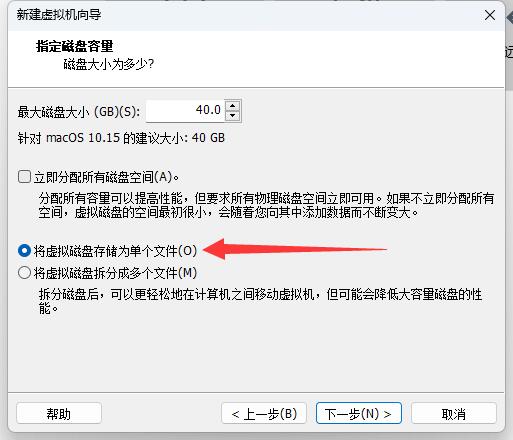 新建虚拟机向导
指定磁盘容量
磁盘大小为多少?
最大磁盘大小 (GB)(S):
40.0
针对 macOS 10.15 的建议大小: 40 GB
立即分配所有磁盘空间(A)。
分配所有容量可以提高性能，但要求所有物理磁盘空间立即可用。如果不立即分配所有
空间，虚拟磁盘的空间最初很小，会随着您向其中添加数据而不断变大。
将虚拟磁盘存储为单个文件(O)
将虚拟磁盘拆分成多个文件(M)
拆分磁盘后，可以更轻松地在计算机之间移动虚拟机，但可能会降低大容量磁盘的性
能。
帮助
< 上一步(B)
下一步(N) >
取消